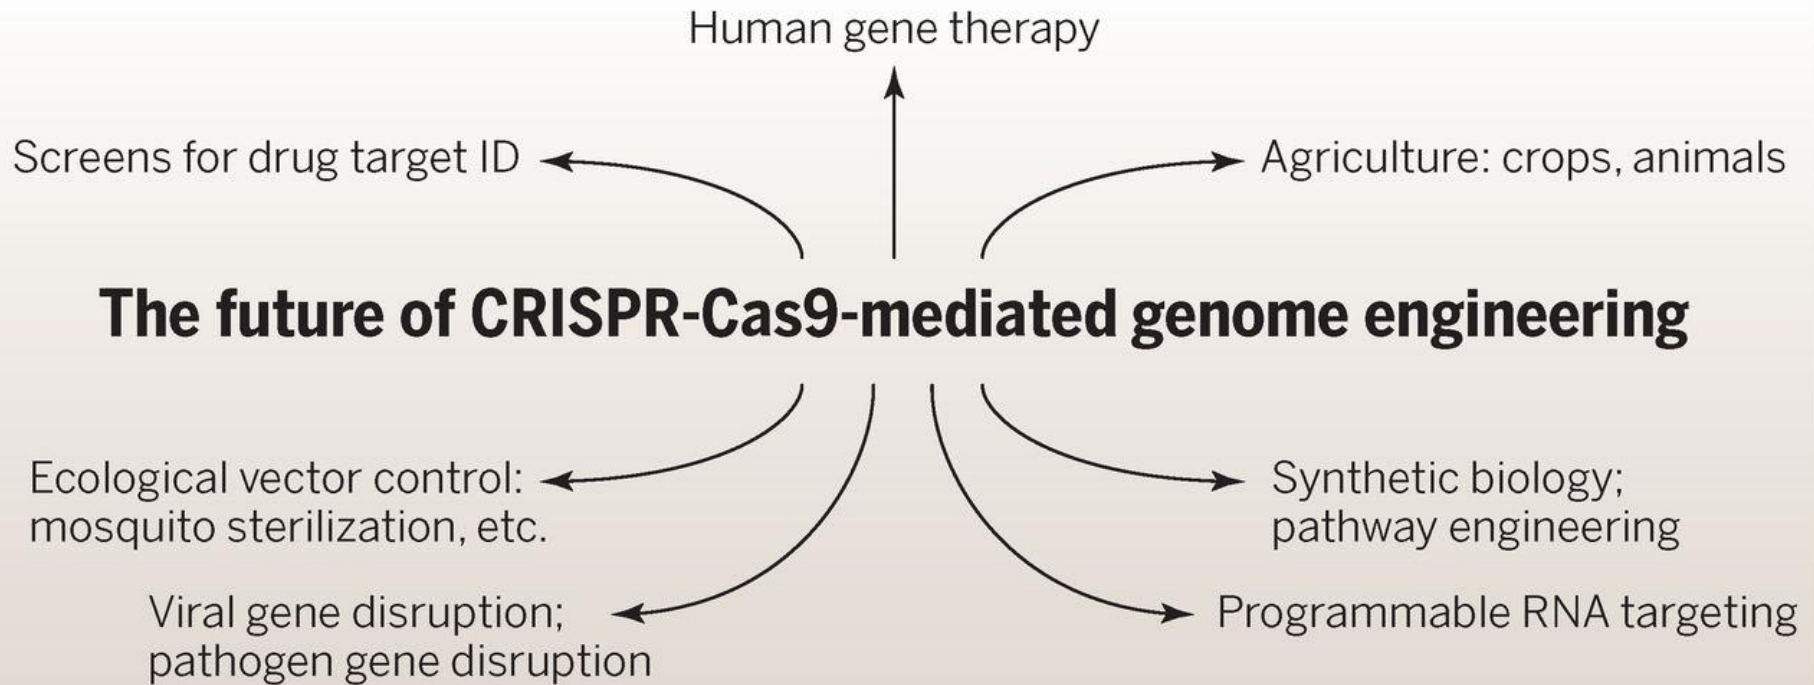 Human gene therapy
Screens for drug target ID
Agriculture: crops, animals
The future of CRISPR-Cas9-mediated genome engineering
Ecological vector control:
mosquito sterilization, etc.
Synthetic biology;
pathway engineering
Viral gene disruption;
pathogen gene disruption
Programmable RNA targeting